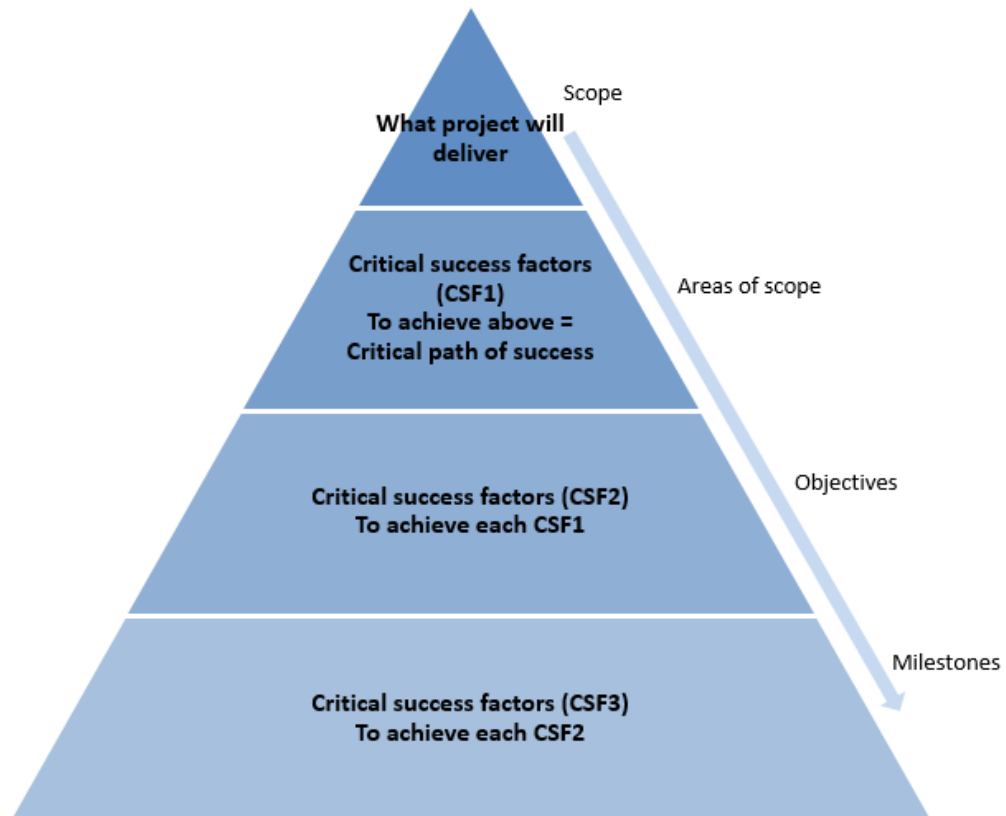 Scope
What project will
deliver
Critical success factors
(CSF1)
To achieve above =
Critical path of success
Areas of scope
Critical success factors (CSF2)
To achieve each CSF1
Objectives
Critical success factors (CSF3)
To achieve each CSF2
Milestones